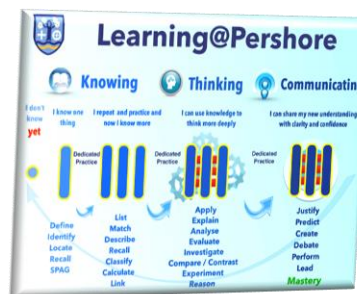 Learning@Pershore
Knowing
Thinking
Communicatin
I don't
know
yet
I know one
thing
I repeat and practice and
now I know more
I can use knowledge to
think more deeply
I can share my new understanding
with clarity and confidence
Dedicated
Practice
Dedicated
Practice
Dedicated
Practice
Define
Identify
Locate
Recall
SPAG
List
Match
Describe
Recall
Classify
Calculate
Link
Apply
Explain
Analyse
Evaluate
Investigate
Compare / Contrast
Experiment
Reason
Justify
Predict
Create
Debate
Perform
Lead
Mastery